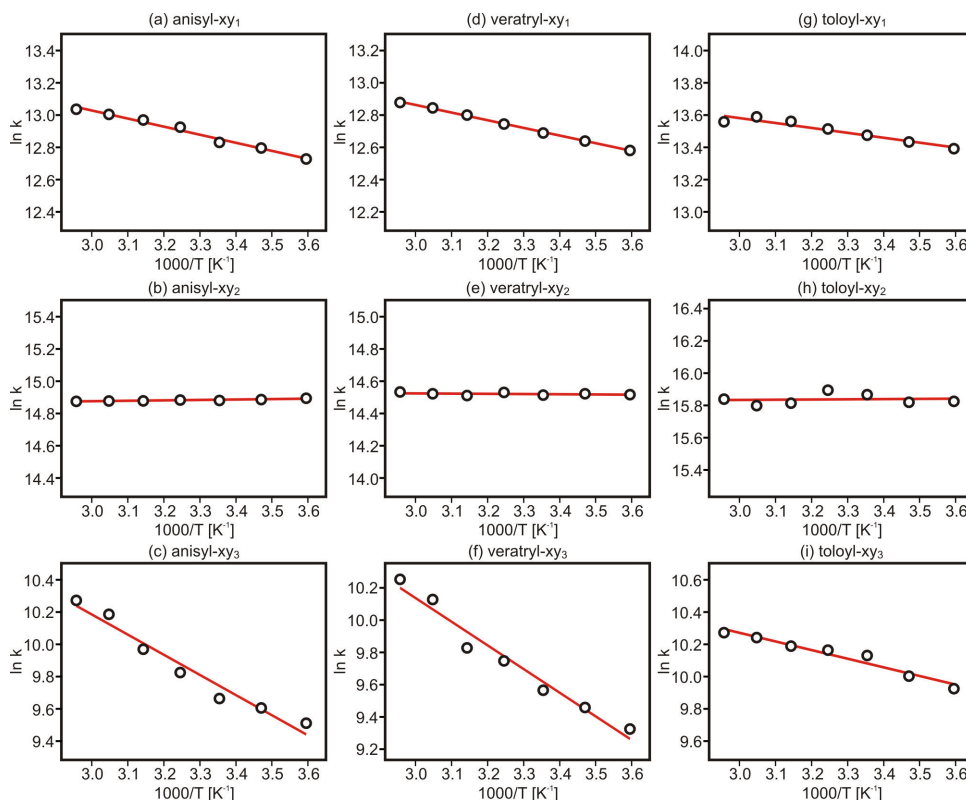 (a) anisyl-xy₁
13.4
13.2
13.0
12.8
12.6
12.4
ln k
3.0 3.1 3.2 3.3 3.4 3.5 3.6
1000/T [K⁻¹]
(d) veratryl-xy₁
13.2
13.0
12.8
12.6
12.4
12.2
ln k
3.0 3.1 3.2 3.3 3.4 3.5 3.6
1000/T [K⁻¹]
(g) toloyl-xy₁
14.0
13.8
13.6
13.4
13.2
13.0
ln k
3.0 3.1 3.2 3.3 3.4 3.5 3.6
1000/T [K⁻¹]
(b) anisyl-xy₂
15.4
15.2
15.0
14.8
14.6
14.4
ln k
3.0 3.1 3.2 3.3 3.4 3.5 3.6
1000/T [K⁻¹]
(e) veratryl-xy₂
15.0
14.8
14.6
14.4
14.2
14.0
ln k
3.0 3.1 3.2 3.3 3.4 3.5 3.6
1000/T [K⁻¹]
(h) toloyl-xy₂
16.4
16.2
16.0
15.8
15.6
15.4
ln k
3.0 3.1 3.2 3.3 3.4 3.5 3.6
1000/T [K⁻¹]
(c) anisyl-xy₃
10.4
10.2
10.0
9.8
9.6
9.4
ln k
3.0 3.1 3.2 3.3 3.4 3.5 3.6
1000/T [K⁻¹]
(f) veratryl-xy₃
10.2
10.0
9.8
9.6
9.4
9.2
ln k
3.0 3.1 3.2 3.3 3.4 3.5 3.6
1000/T [K⁻¹]
(i) toloyl-xy₃
10.6
10.4
10.2
10.0
9.8
9.6
ln k
3.0 3.1 3.2 3.3 3.4 3.5 3.6
1000/T [K⁻¹]